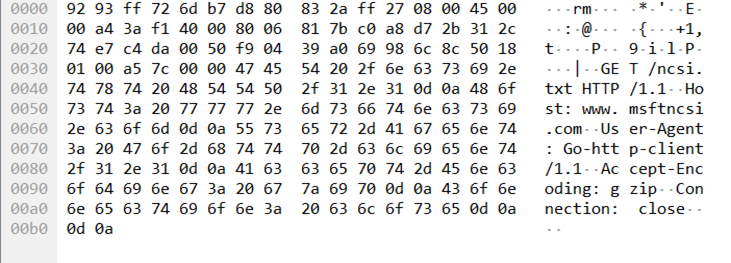 0000 92 93 ff 72 6d b7 d8 80 83 2a ff 27 08 00 45 00 ···rm··· ·*·'··E·
0010 00 a4 3a f1 40 00 80 06 81 7b c0 a8 d7 2b 31 2c ··:·@··· ·{···+1,
0020 74 e7 c4 da 00 50 f9 04 39 a0 69 98 6c 8c 50 18 t····P·· 9·i·l·P·
0030 01 00 a5 7c 00 00 47 45 54 20 2f 6e 63 73 69 2e ···|··GE T /ncsi.
0040 74 78 74 20 48 54 54 50 2f 31 2e 31 0d 0a 48 6f txt HTTP /1.1··Ho
0050 73 74 3a 20 77 77 77 2e 6d 73 66 74 6e 63 73 69 st: www. msftncsi
0060 2e 63 6f 6d 0d 0a 55 73 65 72 2d 41 67 65 6e 74 .com··Us er-Agent
0070 3a 20 47 6f 2d 68 74 74 70 2d 63 6c 69 65 6e 74 : Go-htt p-client
0080 2f 31 2e 31 0d 0a 41 63 63 65 70 74 2d 45 6e 63 /1.1··Ac cept-Enc
0090 6f 64 69 6e 67 3a 20 67 7a 69 70 0d 0a 43 6f 6e oding: g zip··Con
00a0 6e 65 63 74 69 6f 6e 3a 20 63 6c 6f 73 65 0d 0a nection:  close··
00b0 0d 0a ··